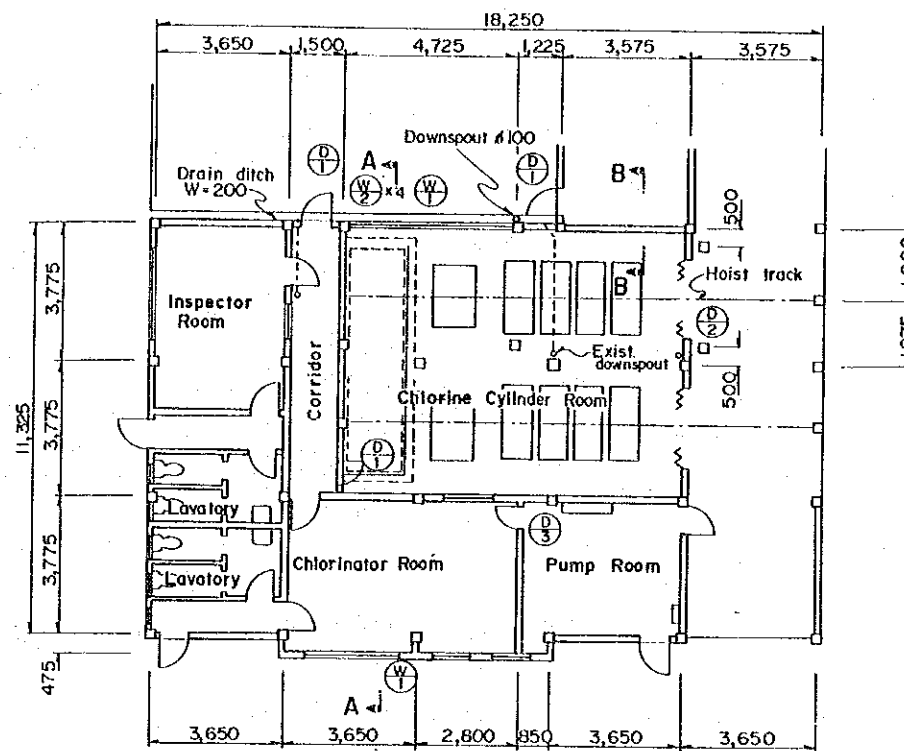 18,250
3,650 1,500 4,725 1,225 3,575 3,575
Downspout ø100
D
1
A
D
1
B
Drain ditch
W=200
W
2
×4
W
1
500
3,775
Inspector
Room
B
Hoist track
D
2
Exist.
downspout
500
Corridor
Chlorine Cylinder Room
11,325
3,775
D
1
Lavatory
D
3
3,775
Chlorinator Room
Pump Room
Lavatory
475
W
1
A
3,650 3,650 2,800 850 3,650 3,650